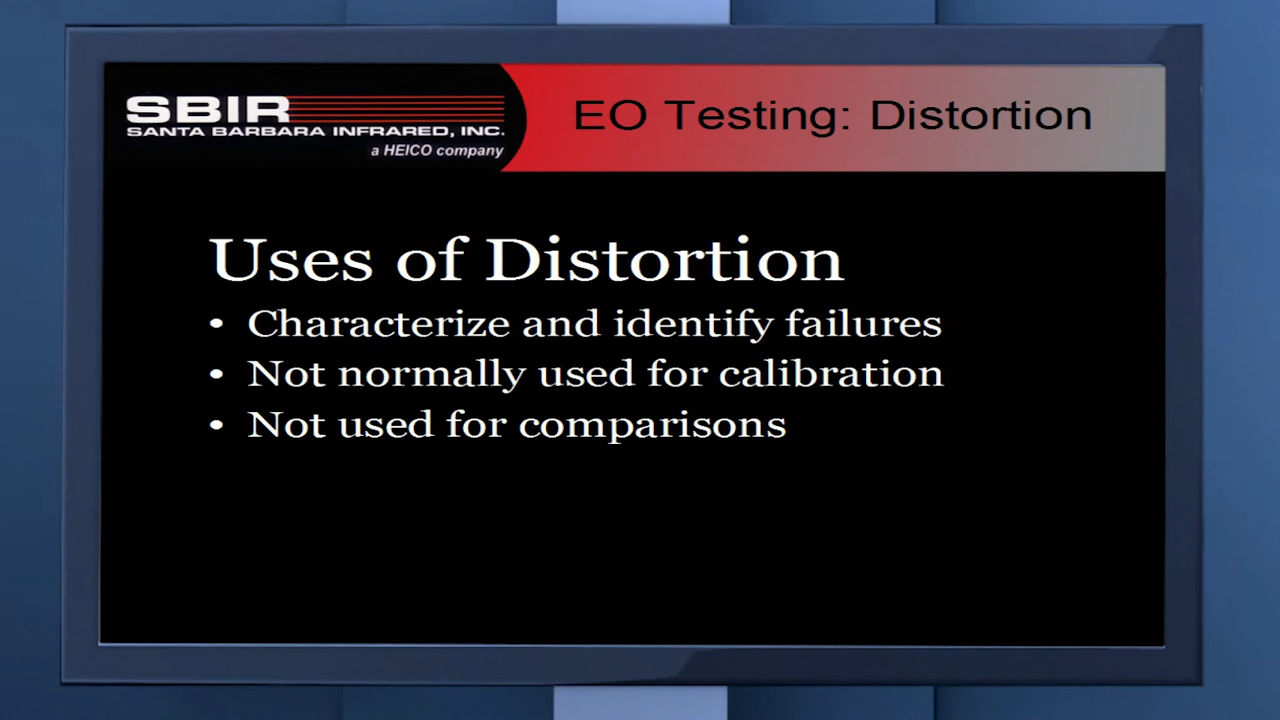 SBIR
SANTA BARBARA INFRARED, INC.
a HEICO company
EO Testing: Distortion
Uses of Distortion
• Characterize and identify failures
• Not normally used for calibration
• Not used for comparisons